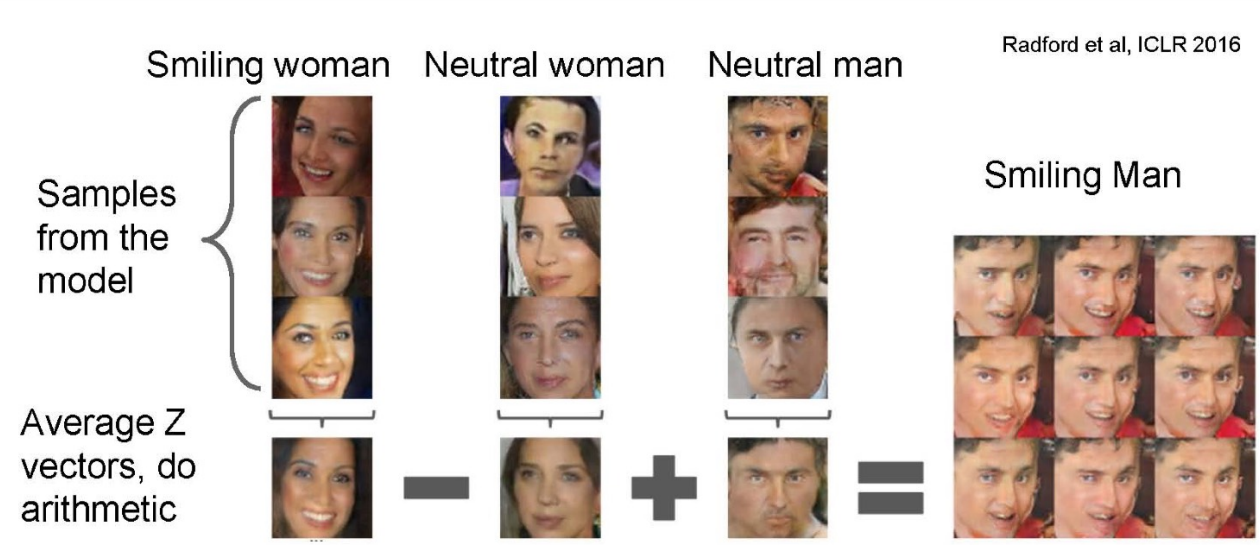 Radford et al, ICLR 2016
Smiling woman
Neutral woman
Neutral man
Smiling Man
Samples
from the
model
Average Z
vectors, do
arithmetic